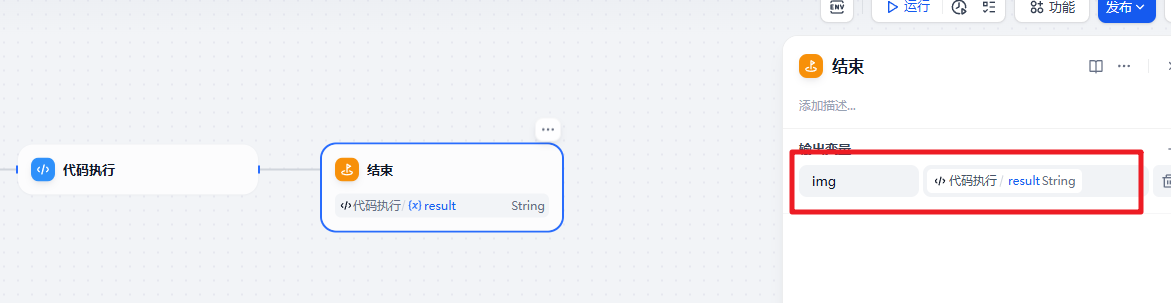 ENV 运行 功能 发布
结束
添加描述...
输出变量
img 代码执行 / result String
代码执行
结束
代码执行 / (x) result String